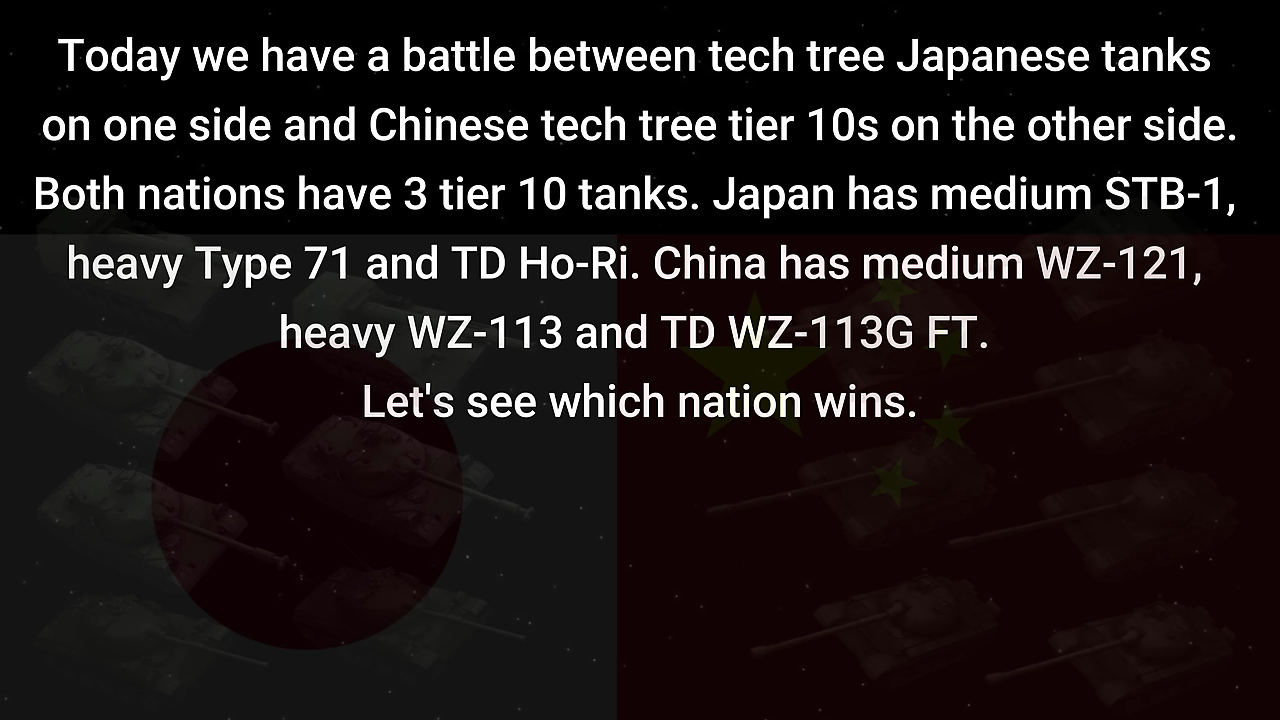 Today we have a battle between tech tree Japanese tanks
on one side and Chinese tech tree tier 10s on the other side.
Both nations have 3 tier 10 tanks. Japan has medium STB-1,
heavy Type 71 and TD Ho-Ri. China has medium WZ-121,
heavy WZ-113 and TD WZ-113G FT.
Let's see which nation wins.